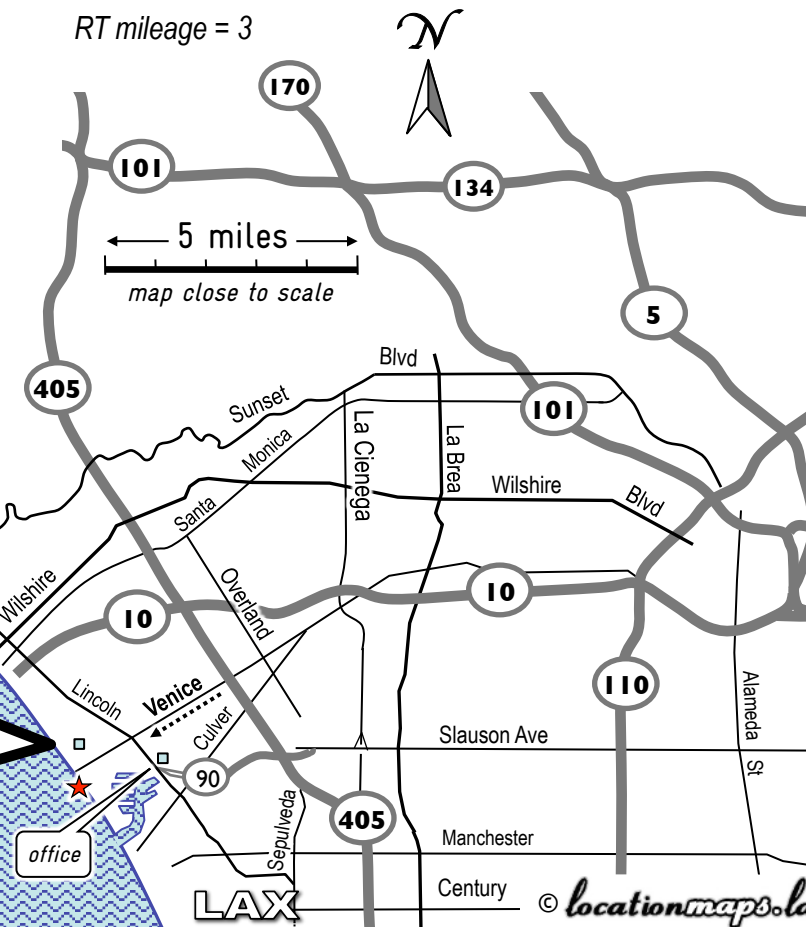 RT mileage = 3
N
170
101
134
5 miles
map close to scale
5
405
Blvd
Sunset
101
Monica
La Cienega
La Brea
Wilshire
Blvd
Santa
Wilshire
Overland
10
10
Lincoln
Venice
Culver
110
Alameda
St
Slauson Ave
90
Sepulveda
405
office
Manchester
LAX
Century
© locationmaps.la